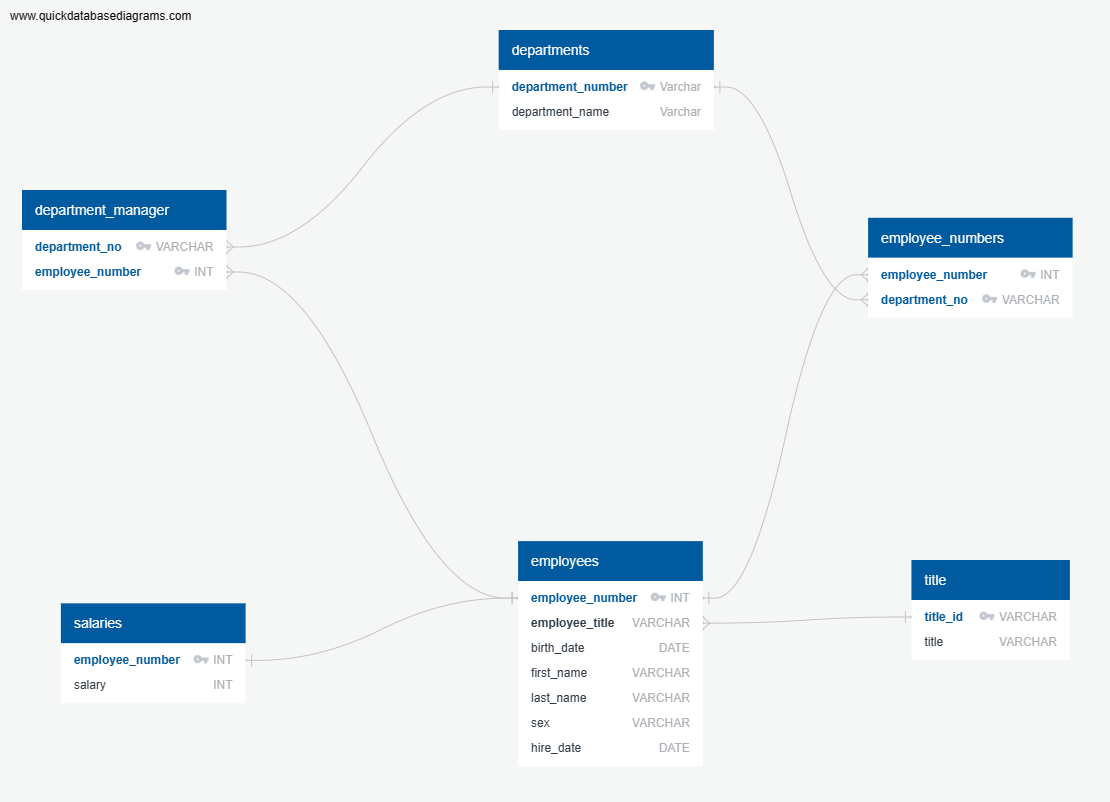 www.quickdatabasediagrams.com
departments
department_number Varchar
department_name Varchar
department_manager
department_no VARCHAR
employee_number INT
employee_numbers
employee_number INT
department_no VARCHAR
employees
employee_number INT
employee_title VARCHAR
birth_date DATE
first_name VARCHAR
last_name VARCHAR
sex VARCHAR
hire_date DATE
title
title_id VARCHAR
title VARCHAR
salaries
employee_number INT
salary INT